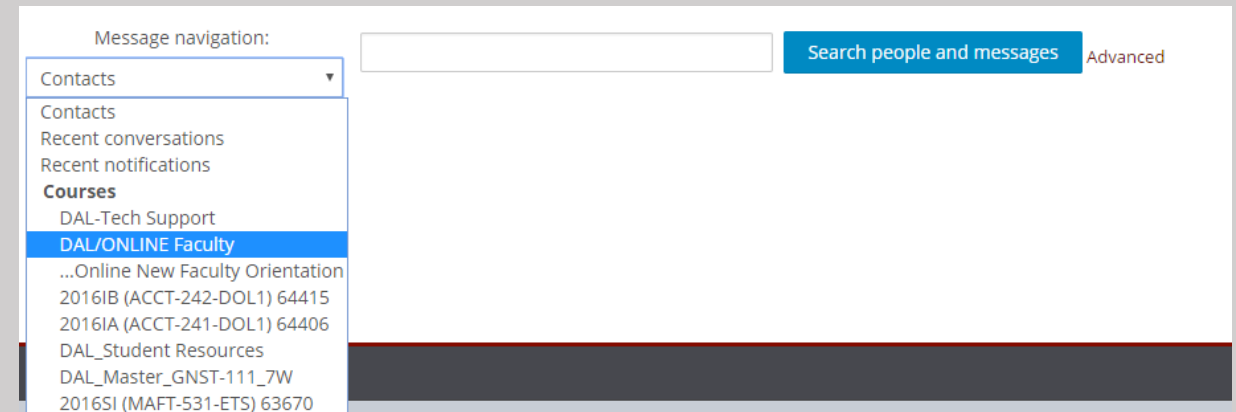 Message navigation:
Search people and messages
Advanced
Contacts
Contacts
Recent conversations
Recent notifications
Courses
DAL-Tech Support
DAL/ONLINE Faculty
...Online New Faculty Orientation
2016IB (ACCT-242-DOL1) 64415
2016IA (ACCT-241-DOL1) 64406
DAL_Student Resources
DAL_Master_GNST-111_7W
2016SI (MAFT-531-ETS) 63670